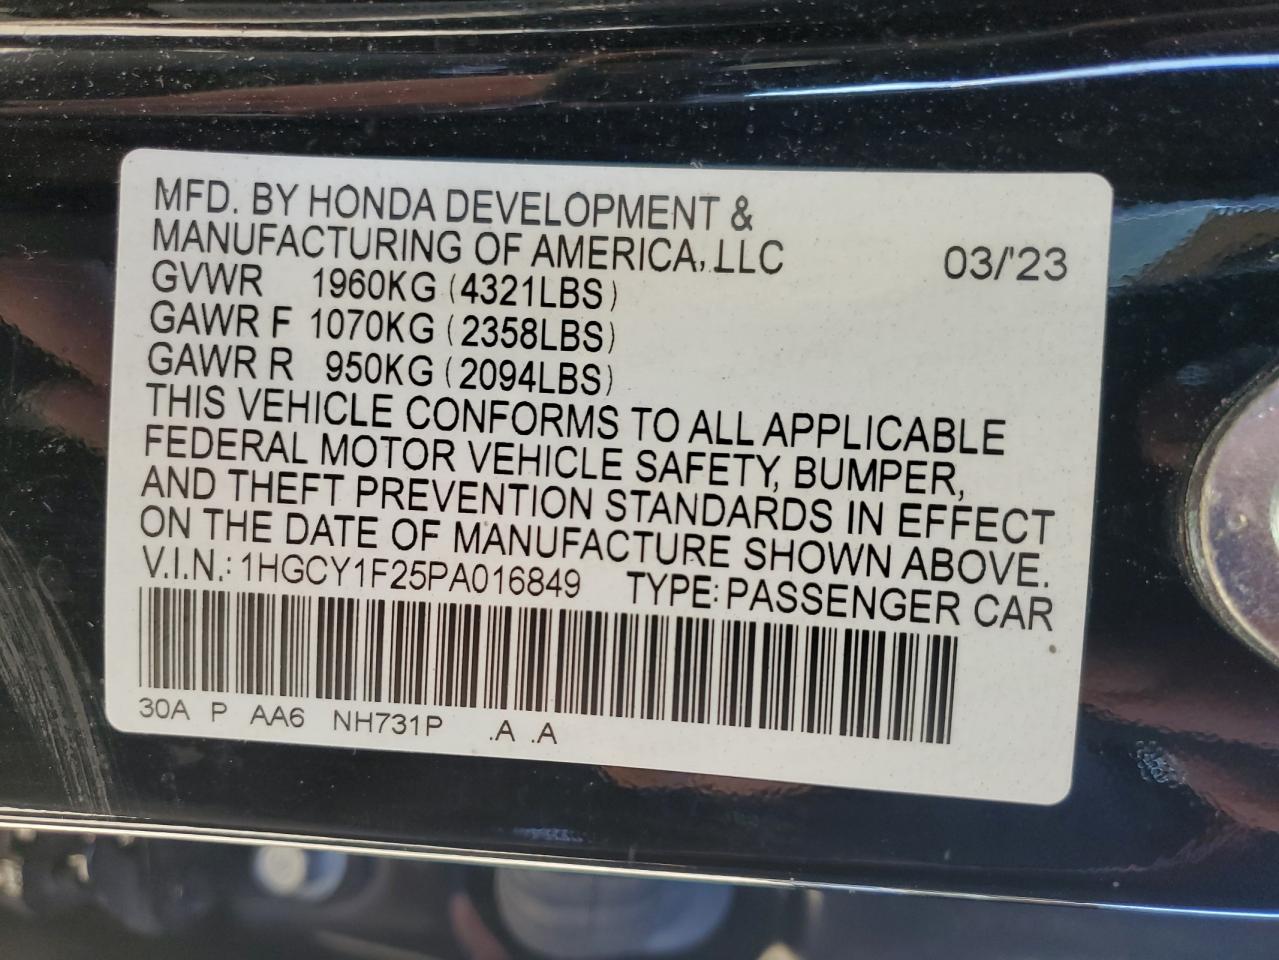 MFD. BY HONDA DEVELOPMENT &
MANUFACTURING OF AMERICA, LLC 03/'23
GVWR 1960KG (4321LBS)
GAWR F 1070KG (2358LBS)
GAWR R 950KG (2094LBS)
THIS VEHICLE CONFORMS TO ALL APPLICABLE
FEDERAL MOTOR VEHICLE SAFETY, BUMPER,
AND THEFT PREVENTION STANDARDS IN EFFECT
ON THE DATE OF MANUFACTURE SHOWN ABOVE.
V.I.N.: 1HGCY1F25PA016849 TYPE: PASSENGER CAR
30A P AA6 NH731P .A .A